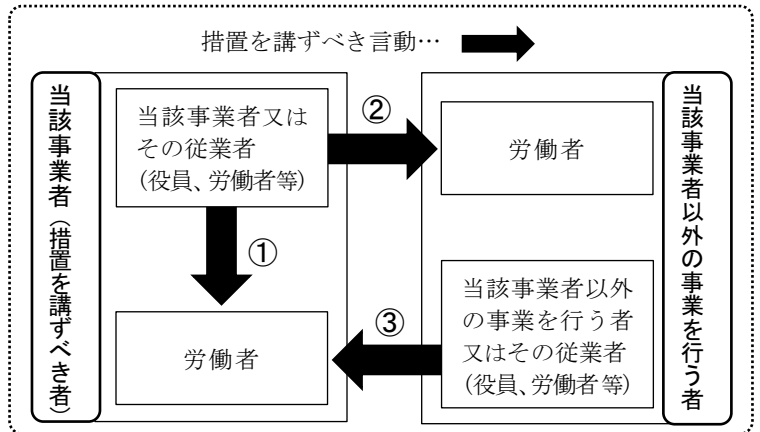 措置を講ずべき言動…
当該事業者（措置を講ずべき者）
当該事業者又は
その従業者
(役員、労働者等)
①
労働者
②
労働者
③
当該事業者以外
の事業を行う者
又はその従業者
(役員、労働者等)
当該事業者以外の事業を行う者